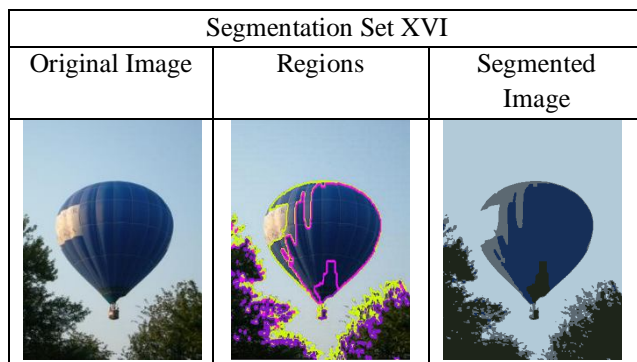 Segmentation Set XVI
Original Image
Regions
Segmented
Image